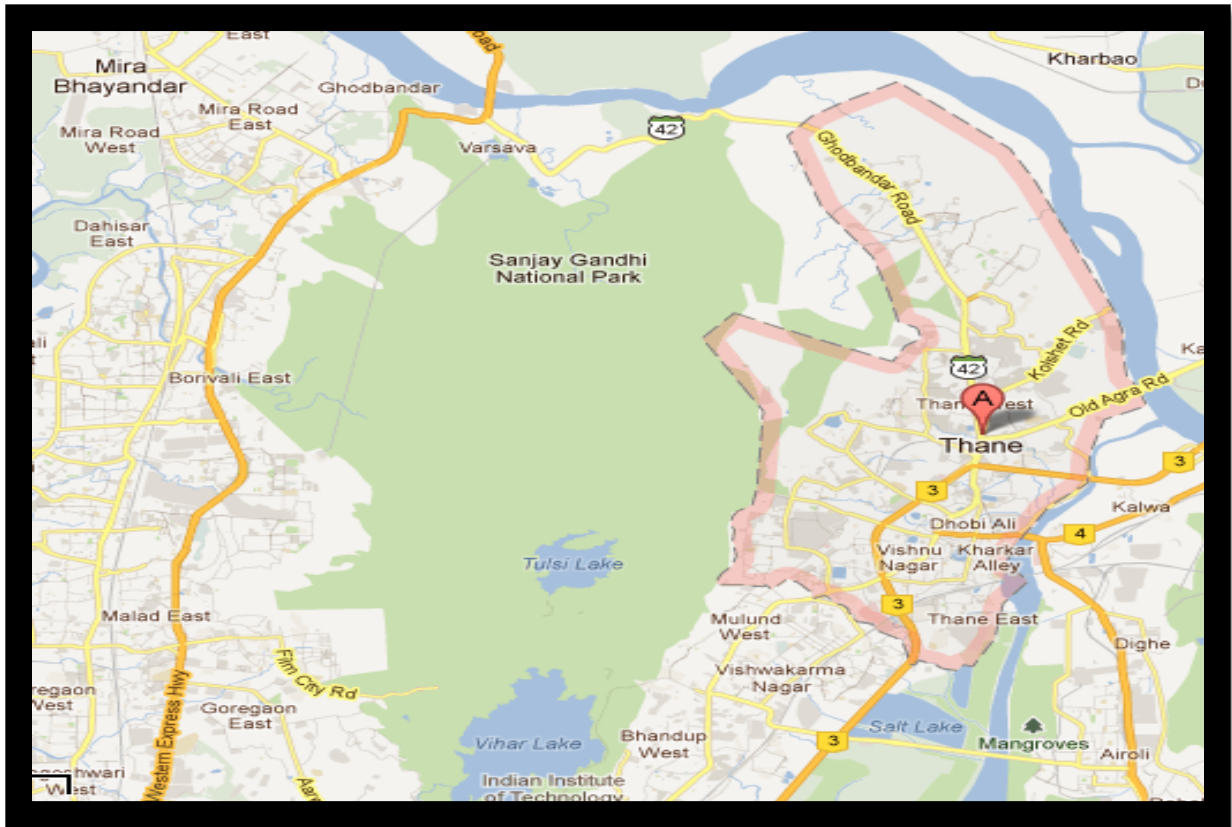 East
Mira
Bhayandar
Ghodbandar
Mira Road
East
Mira Road
West
Varsava
42
Kharbao
Ghodbandar Road
Dahisar
East
Sanjay Gandhi
National Park
Kolshet Rd
42
Borivali East
Old Agra Rd
A
Thane
3
3
Kalwa
Dhobi Ali
4
Vishnu
Nagar
Kharkar
Alley
Tulsi Lake
3
Malad East
Mulund
West
Thane East
Dighe
Film City Rd
Vishwakarma
Nagar
West
Goregaon
East
Western Express Hwy
Vihar Lake
Bhandup
West
3
Salt Lake
Mangroves
Airoli
West
Indian Institute
of Technology